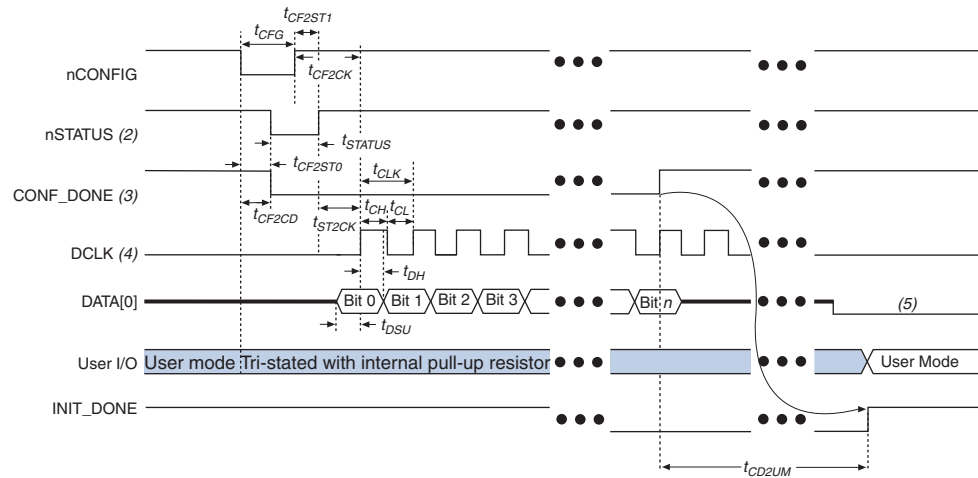 tCF2ST1
tCFG
nCONFIG
tCF2CK
nSTATUS (2)
tSTATUS
tCF2ST0
tCLK
CONF_DONE (3)
tCF2CD
tST2CK
tCH
tCL
DCLK (4)
tDH
DATA[0]
Bit 0
Bit 1
Bit 2
Bit 3
Bit n
(5)
tDSU
User I/O
User mode
Tri-stated with internal pull-up resistor
User Mode
INIT_DONE
tCD2UM